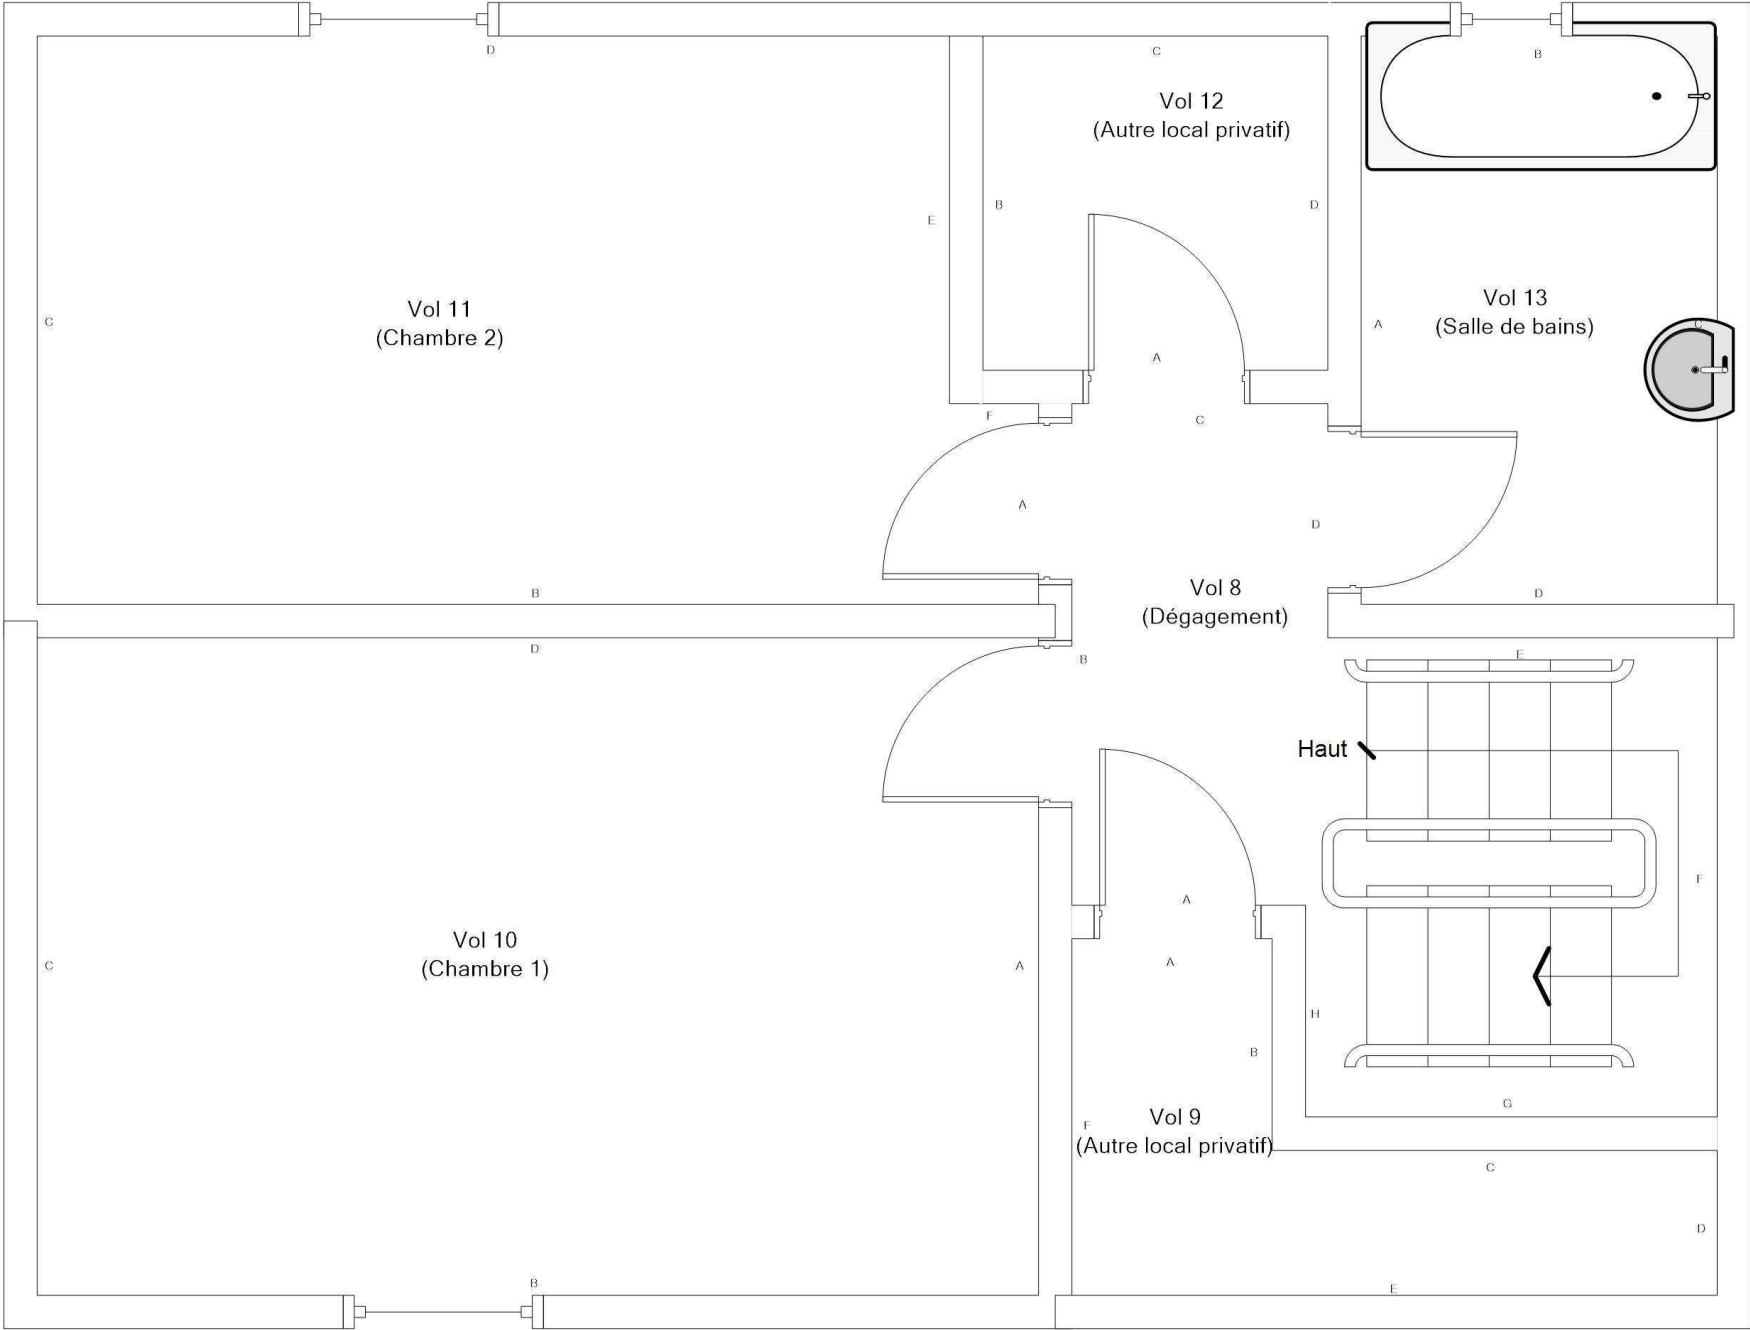 D
C
B
Vol 12
(Autre local privatif)
E
B
D
Vol 13
(Salle de bains)
Vol 11
(Chambre 2)
C
A
C
A
F
C
A
D
Vol 8
(Dégagement)
B
D
D
B
E
Haut
F
A
Vol 10
(Chambre 1)
C
A
A
H
B
G
Vol 9
(Autre local privatif)
F
C
D
B
E